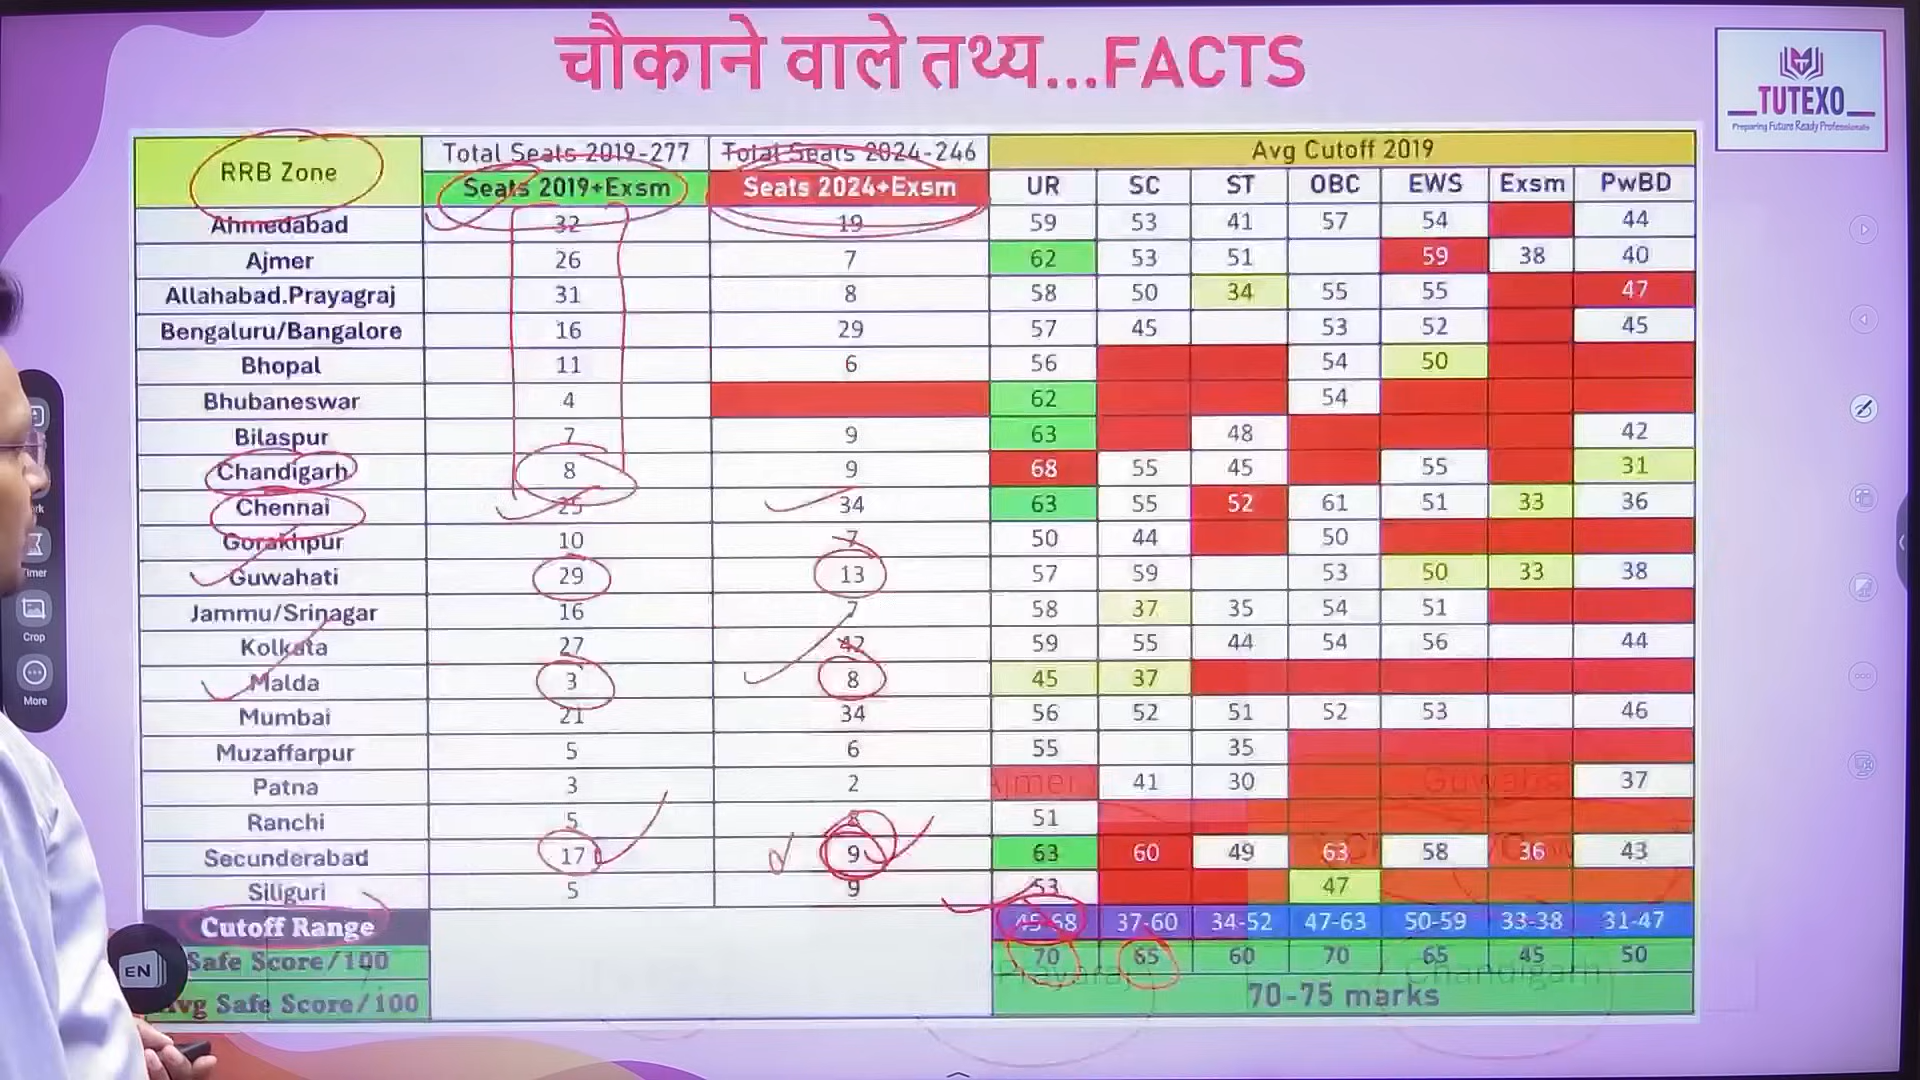 चौकाने वाले तथ्य...FACTS
TUTEXO
Preparing Future Ready Professionals
RRB Zone Total Seats 2019-277 Total Seats 2024-246 Avg Cutoff 2019
Seats 2019+Exsm Seats 2024+Exsm UR SC ST OBC EWS Exsm PwBD
Ahmedabad 32 19 59 53 41 57 54 44
Ajmer 26 7 62 53 51 59 38 40
Allahabad.Prayagraj 31 8 58 50 34 55 55 47
Bengaluru/Bangalore 16 29 57 45 53 52 45
Bhopal 11 6 56 54 50
Bhubaneswar 4 62 54
Bilaspur 7 9 63 48 42
Chandigarh 8 9 68 55 45 55 31
Chennai 25 34 63 55 52 61 51 33 36
Gorakhpur 10 7 50 44 50
Guwahati 29 13 57 59 53 50 33 38
Jammu/Srinagar 16 7 58 37 35 54 51
Kolkata 27 42 59 55 44 54 56 44
Malda 3 8 45 37
Mumbai 21 34 56 52 51 52 53 46
Muzaffarpur 5 6 55 35
Patna 3 2 Ajmer 41 30 37
Ranchi 5 8 51
Secunderabad 17 9 63 60 49 63 58 36 43
Siliguri 5 9 53 47
Cutoff Range 45-68 37-60 34-52 47-63 50-59 33-38 31-47
Safe Score/100 70 65 60 70 65 45 50
Prayagraj Chandigarh
Avg Safe Score/100 70-75 marks
Timer
Crop
More
EN